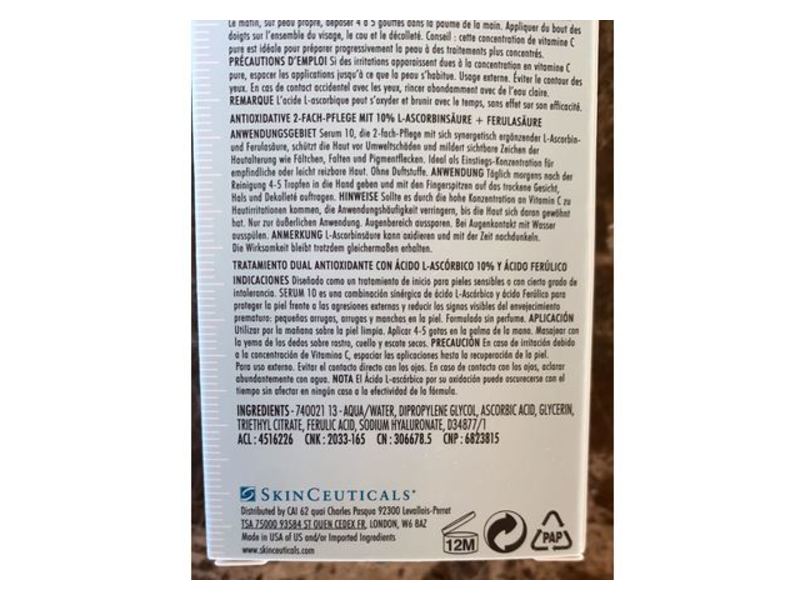 Le matin, sur peau propre, déposer 4 à 5 gouttes dans la paume de la main. Appliquer du bout des
doigts sur l'ensemble du visage, le cou et le décolleté. Conseil : cette concentration de vitamine C
pure est idéale pour préparer progressivement la peau à des traitements plus concentrés.
PRÉCAUTIONS D'EMPLOI Si des irritations apparaissent dues à la concentration en vitamine C
pure, espacer les applications jusqu'à ce que la peau s'habitue. Usage externe. Éviter le contour des
yeux. En cas de contact accidentel avec les yeux, rincer abondamment avec de l'eau claire.
REMARQUE L'acide L-ascorbique peut s'oxyder et brunir avec le temps, sans effet sur son efficacité.
ANTIOXIDATIVE 2-FACH-PFLEGE MIT 10% L-ASCORBINSÄURE + FERULASÄURE
ANWENDUNGSGEBIET Serum 10, die 2-fach-Pflege mit sich synergetisch ergänzender L-Ascorbin-
und Ferulasäure, schützt die Haut vor Umweltschäden und mildert sichtbare Zeichen der
Hautalterung wie Fältchen, Falten und Pigmentflecken. Ideal als Einstiegs-Konzentration für
empfindliche oder leicht reizbare Haut. Ohne Duftstoffe. ANWENDUNG Täglich morgens nach der
Reinigung 4-5 Tropfen in die Hand geben und mit den Fingerspitzen auf das trockene Gesicht,
Hals und Dekolleté auftragen. HINWEISE Sollte es durch die hohe Konzentration an Vitamin C zu
Hautirritationen kommen, die Anwendungshäufigkeit verringern, bis die Haut sich daran gewöhnt
hat. Nur zur äußerlichen Anwendung. Augenbereich aussparen. Bei Augenkontakt mit Wasser
ausspülen. ANMERKUNG L-Ascorbinsäure kann oxidieren und mit der Zeit nachdunkeln.
Die Wirksamkeit bleibt trotzdem gleichermaßen erhalten.
TRATAMIENTO DUAL ANTIOXIDANTE CON ÁCIDO L-ASCÓRBICO 10% Y ÁCIDO FERÚLICO
INDICACIONES Diseñado como un tratamiento de inicio para pieles sensibles o con cierto grado de
intolerancia. SERUM 10 es una combinación sinérgica de ácido L-Ascórbico y ácido Ferúlico para
proteger la piel frente a las agresiones externas y reducir los signos visibles del envejecimiento
prematuro: pequeñas arrugas, arrugas y manchas en la piel. Formulado sin perfume. APLICACIÓN
Utilizar por la mañana sobre la piel limpia. Aplicar 4-5 gotas en la palma de la mano. Masajear con
la yema de los dedos sobre rostro, cuello y escote secos. PRECAUCIÓN En caso de irritación debido
a la concentración de Vitamina C, espaciar las aplicaciones hasta la recuperación de la piel.
Para uso externo. Evitar el contacto directo con los ojos. En caso de contacto con los ojos, aclarar
abundantemente con agua. NOTA El Ácido L-ascórbico por su oxidación puede oscurecerse con el
tiempo sin afectar en ningún caso a la efectividad de la fórmula.
INGREDIENTS - 740021 13 - AQUA/WATER, DIPROPYLENE GLYCOL, ASCORBIC ACID, GLYCERIN,
TRIETHYL CITRATE, FERULIC ACID, SODIUM HYALURONATE, D34877/1
ACL : 4516226 CNK : 2033-165 CN : 306678.5 CNP : 6823815
SKINCEUTICALS
Distributed by CAI 62 quai Charles Pasqua 92300 Levallois-Perret
TSA 75000 93584 ST OUEN CEDEX FR, LONDON, W6 8AZ
Made in USA of US and/or Imported Ingredients
www.skinceuticals.com
12M
PAP